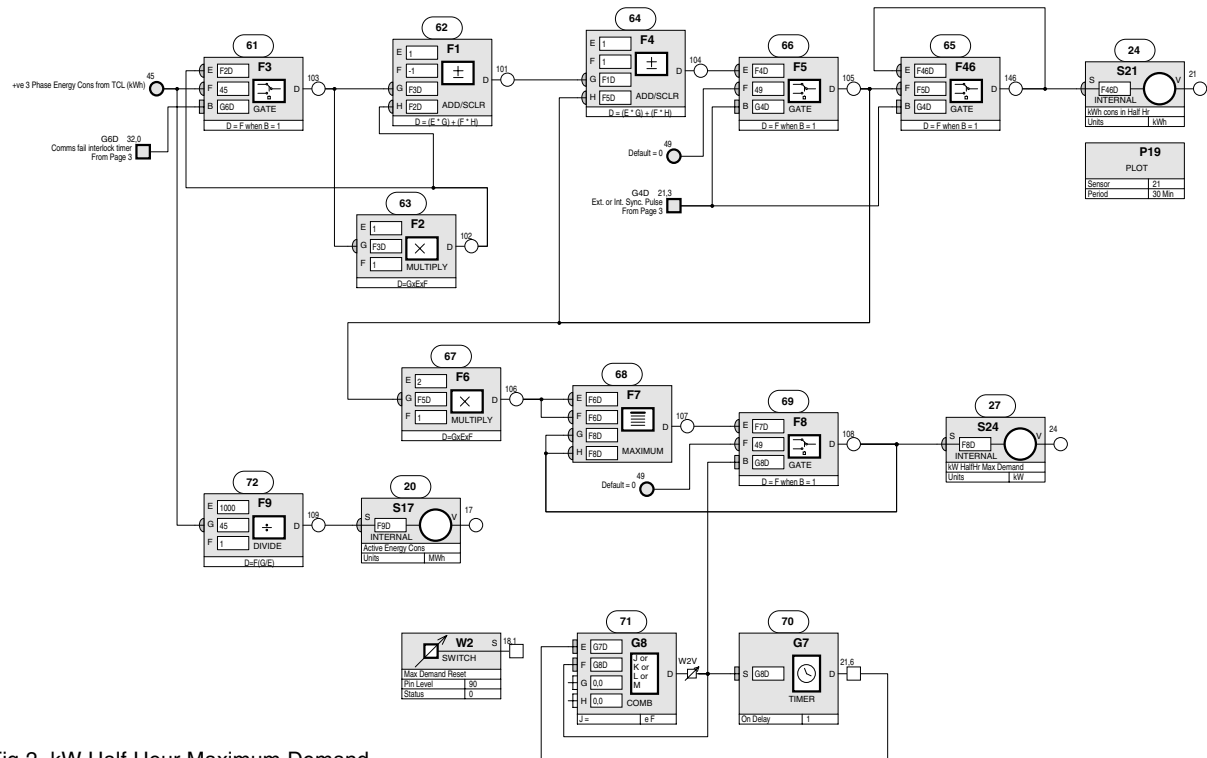 61
F3
E F2D
F 45
B G6D
D
GATE
D = F when B = 1
103
+ve 3 Phase Energy Cons from TCL (kWh)
45
G6D 32,0
Comms fail interlock timer
From Page 3
62
F1
E 1
F -1
G F3D
H F2D
±
D
ADD/SCLR
D = (E * G) + (F * H)
101
63
F2
E 1
G F3D
F 1
×
D
MULTIPLY
D=GxExF
102
64
F4
E 1
F 1
G F1D
H F5D
±
D
ADD/SCLR
D = (E * G) + (F * H)
104
66
F5
E F4D
F 49
B G4D
D
GATE
D = F when B = 1
105
49
Default = 0
G4D 21,3
Ext. or Int. Sync. Pulse
From Page 3
65
F46
E F46D
F F5D
B G4D
D
GATE
D = F when B = 1
146
24
S21
S F46D
V
21
INTERNAL
kWh cons in Half Hr
Units kWh
P19
PLOT
Sensor 21
Period 30 Min
67
F6
E 2
G F5D
F 1
×
D
MULTIPLY
D=GxExF
106
68
F7
E F6D
F F6D
G F8D
H F8D
D
MAXIMUM
107
69
F8
E F7D
F 49
B G8D
D
GATE
D = F when B = 1
108
49
Default = 0
27
S24
S F8D
V
24
INTERNAL
kW HalfHr Max Demand
Units kW
72
F9
E 1000
G 45
F 1
÷
D
DIVIDE
D=F(G/E)
109
20
S17
S F9D
V
17
INTERNAL
Active Energy Cons
Units MWh
W2 S 18,1
SWITCH
Max Demand Reset
Pin Level 90
Status 0
71
G8
E G7D
F G8D
G 0,0
H 0,0
J or
K or
L or
M
D
COMB
J = e F
W2V
70
G7
S G8D
D
TIMER
On Delay 1
21,6
Fig 2. kW Half Hour Maximum Demand